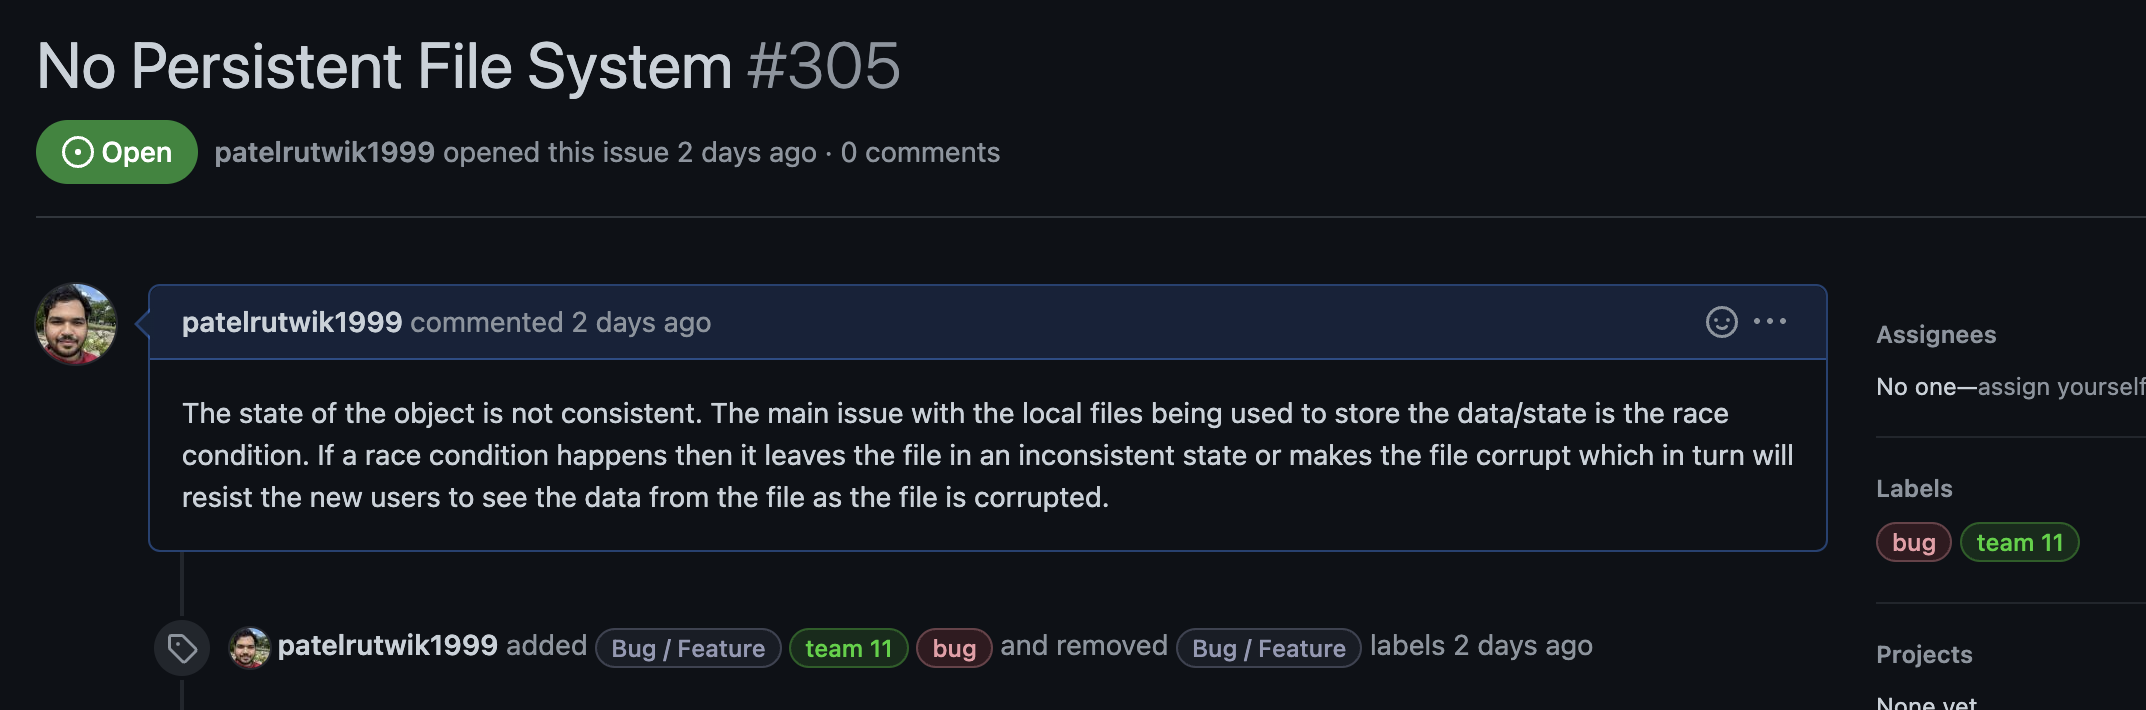 No Persistent File System #305
Open patelrutwik1999 opened this issue 2 days ago · 0 comments
patelrutwik1999 commented 2 days ago
The state of the object is not consistent. The main issue with the local files being used to store the data/state is the race
condition. If a race condition happens then it leaves the file in an inconsistent state or makes the file corrupt which in turn will
resist the new users to see the data from the file as the file is corrupted.
patelrutwik1999 added Bug / Feature team 11 bug and removed Bug / Feature labels 2 days ago
Assignees
No one—assign yourself
Labels
bug team 11
Projects
None yet